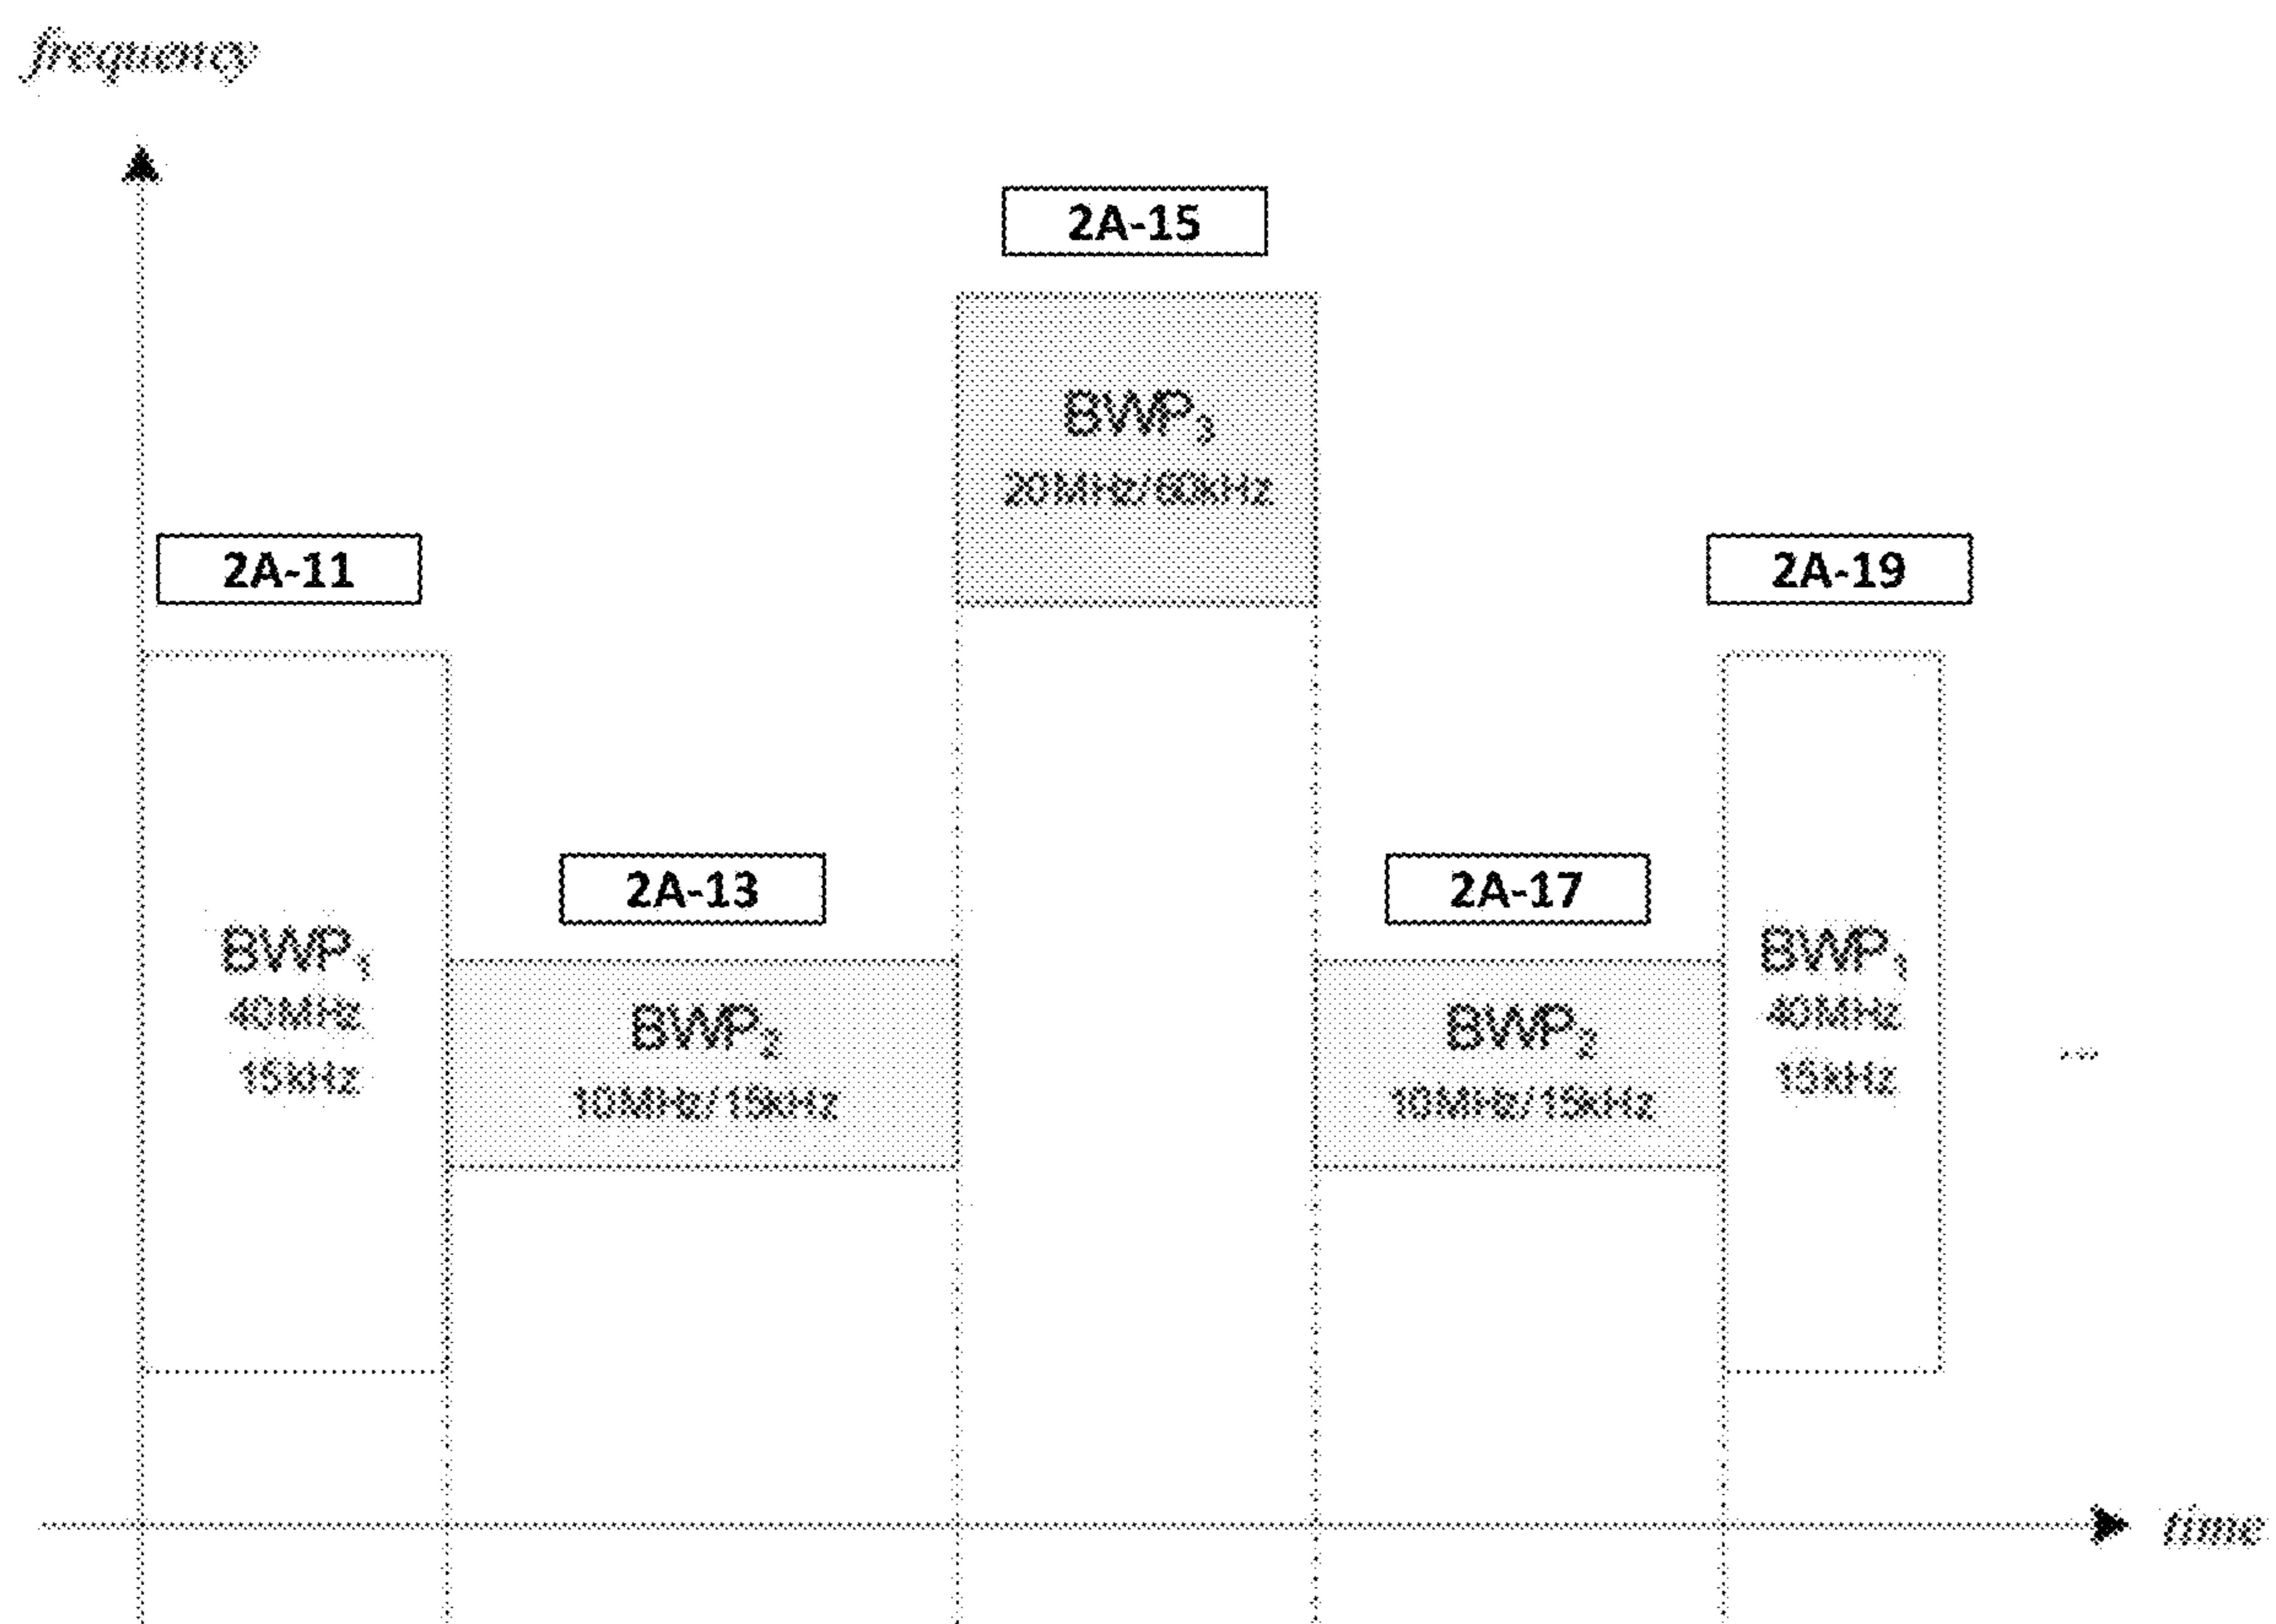 frequency
2A-15
BWP3
20MHz/60kHz
2A-11
2A-19
2A-13
2A-17
BWP1
40MHz
15kHz
BWP2
10MHz/15kHz
BWP2
10MHz/15kHz
BWP1
40MHz
15kHz
...
time